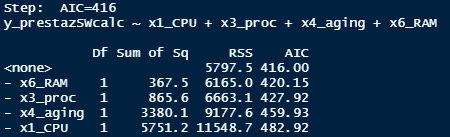 Step:  AIC=416
y_prestazSWcalc ~ x1_CPU + x3_proc + x4_aging + x6_RAM
Df Sum of Sq RSS AIC
<none> 5797.5 416.00
- x6_RAM 1 367.5 6165.0 420.15
- x3_proc 1 865.6 6663.1 427.92
- x4_aging 1 3380.1 9177.6 459.93
- x1_CPU 1 5751.2 11548.7 482.92